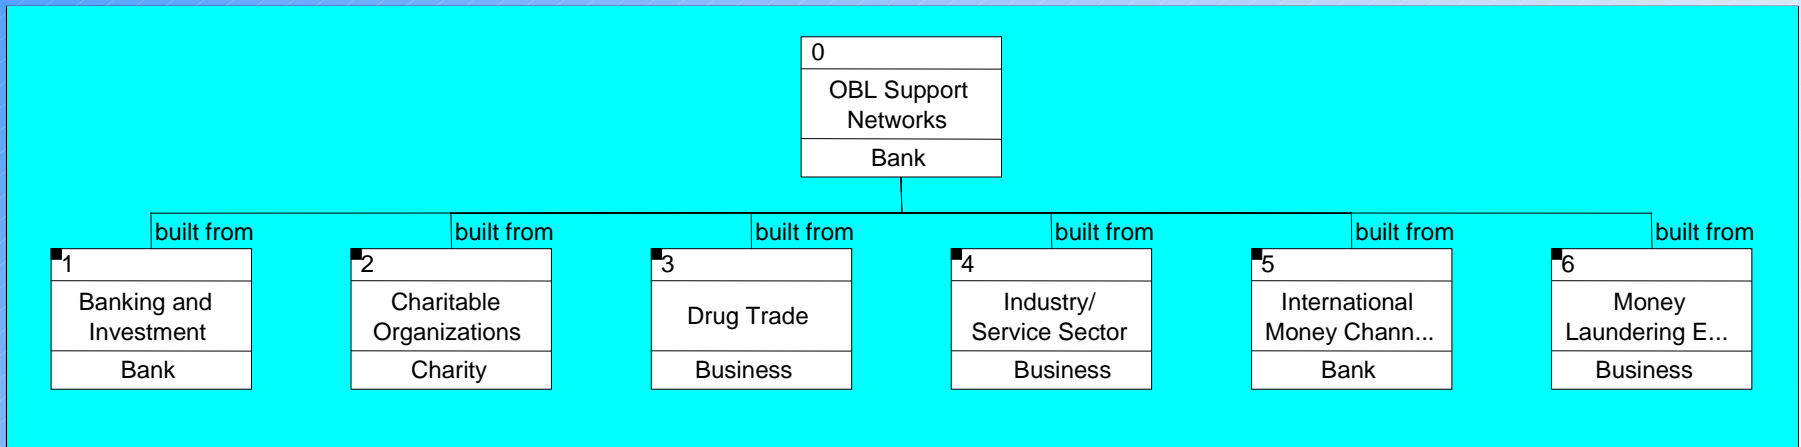 0
OBL Support
Networks
Bank
built from
built from
built from
built from
built from
built from
1
Banking and
Investment
Bank
2
Charitable
Organizations
Charity
3
Drug Trade
Business
4
Industry/
Service Sector
Business
5
International
Money Chann...
Bank
6
Money
Laundering E...
Business